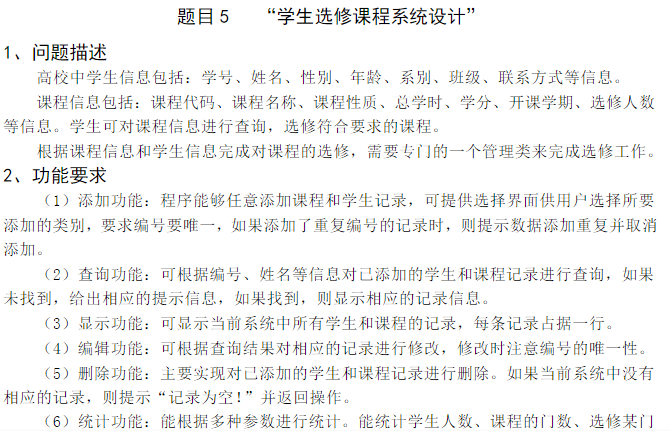 题目5 “学生选修课程系统设计”
1、问题描述
高校中学生信息包括：学号、姓名、性别、年龄、系别、班级、联系方式等信息。
课程信息包括：课程代码、课程名称、课程性质、总学时、学分、开课学期、选修人数
等信息。学生可对课程信息进行查询，选修符合要求的课程。
根据课程信息和学生信息完成对课程的选修，需要专门的一个管理类来完成选修工作。
2、功能要求
（1）添加功能：程序能够任意添加课程和学生记录，可提供选择界面供用户选择所要
添加的类别，要求编号要唯一，如果添加了重复编号的记录时，则提示数据添加重复并取消
添加。
（2）查询功能：可根据编号、姓名等信息对已添加的学生和课程记录进行查询，如果
未找到，给出相应的提示信息，如果找到，则显示相应的记录信息。
（3）显示功能：可显示当前系统中所有学生和课程的记录，每条记录占据一行。
（4）编辑功能：可根据查询结果对相应的记录进行修改，修改时注意编号的唯一性。
（5）删除功能：主要实现对已添加的学生和课程记录进行删除。如果当前系统中没有
相应的记录，则提示“记录为空！”并返回操作。
（6）统计功能：能根据多种参数进行统计。能统计学生人数、课程的门数、选修某门